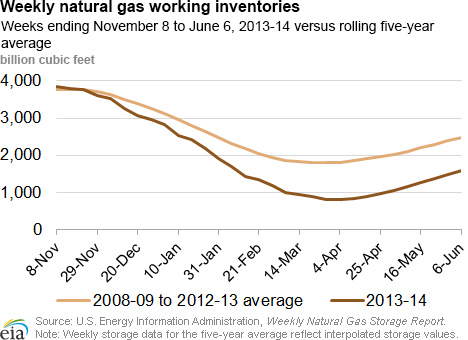 Weekly natural gas working inventories
Weeks ending November 8 to June 6, 2013-14 versus rolling five-year
average
billion cubic feet
4,000
3,000
2,000
1,000
0
8-Nov
29-Nov
20-Dec
10-Jan
31-Jan
21-Feb
14-Mar
4-Apr
25-Apr
16-May
6-Jun
2008-09 to 2012-13 average
2013-14
eia
Source: U.S. Energy Information Administration, Weekly Natural Gas Storage Report.
Note: Weekly storage data for the five-year average reflect interpolated storage values.